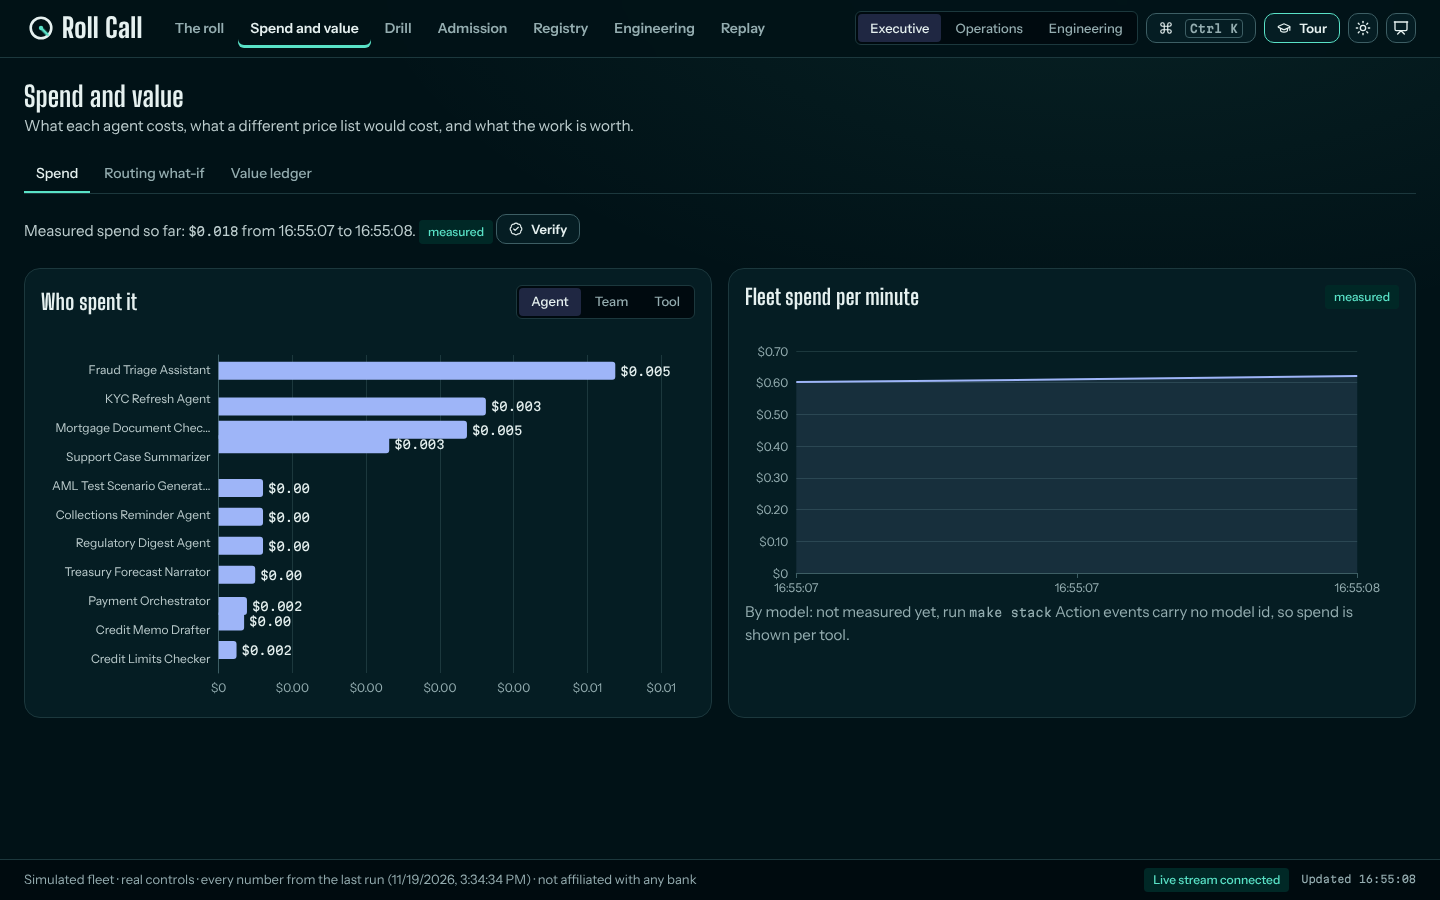 Roll Call
The roll
Spend and value
Drill
Admission
Registry
Engineering
Replay
Executive
Operations
Engineering
⌘ Ctrl K
Tour
Spend and value
What each agent costs, what a different price list would cost, and what the work is worth.
Spend
Routing what-if
Value ledger
Measured spend so far: $0.018 from 16:55:07 to 16:55:08. measured Verify
Who spent it
Agent Team Tool
Fraud Triage Assistant $0.005
KYC Refresh Agent $0.003
Mortgage Document Chec... $0.005
Support Case Summarizer $0.003
AML Test Scenario Generat... $0.00
Collections Reminder Agent $0.00
Regulatory Digest Agent $0.00
Treasury Forecast Narrator $0.00
Payment Orchestrator $0.002
Credit Memo Drafter $0.00
Credit Limits Checker $0.002
$0 $0.00 $0.00 $0.00 $0.00 $0.01 $0.01
Fleet spend per minute
measured
$0.70
$0.60
$0.50
$0.40
$0.30
$0.20
$0.10
$0
16:55:07 16:55:07 16:55:08
By model: not measured yet, run make stack Action events carry no model id, so spend is
shown per tool.
Simulated fleet · real controls · every number from the last run (11/19/2026, 3:34:34 PM) · not affiliated with any bank
Live stream connected
Updated 16:55:08